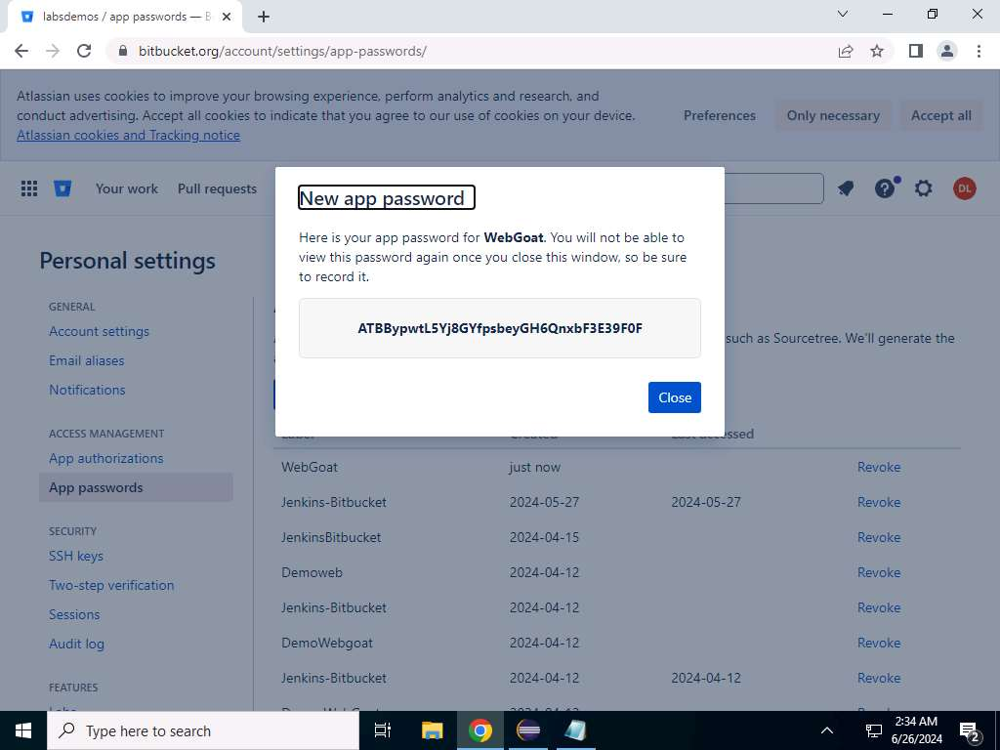 labsdemos / app passwords — B
bitbucket.org/account/settings/app-passwords/
Atlassian uses cookies to improve your browsing experience, perform analytics and research, and
conduct advertising. Accept all cookies to indicate that you agree to our use of cookies on your device.
Atlassian cookies and Tracking notice
Preferences
Only necessary
Accept all
Your work
Pull requests
DL
New app password
Here is your app password for WebGoat. You will not be able to
view this password again once you close this window, so be sure
to record it.
ATBBypwtL5Yj8GYfpsbeyGH6QnxbF3E39F0F
Close
Personal settings
GENERAL
Account settings
Email aliases
Notifications
ACCESS MANAGEMENT
App authorizations
App passwords
SECURITY
SSH keys
Two-step verification
Sessions
Audit log
FEATURES
Labs
such as Sourcetree. We'll generate the
Label Created Last accessed
WebGoat just now Revoke
Jenkins-Bitbucket 2024-05-27 2024-05-27 Revoke
JenkinsBitbucket 2024-04-15 Revoke
Demoweb 2024-04-12 Revoke
Jenkins-Bitbucket 2024-04-12 Revoke
DemoWebgoat 2024-04-12 Revoke
Jenkins-Bitbucket 2024-04-12 2024-04-12 Revoke
Type here to search
2:34 AM
6/26/2024
2